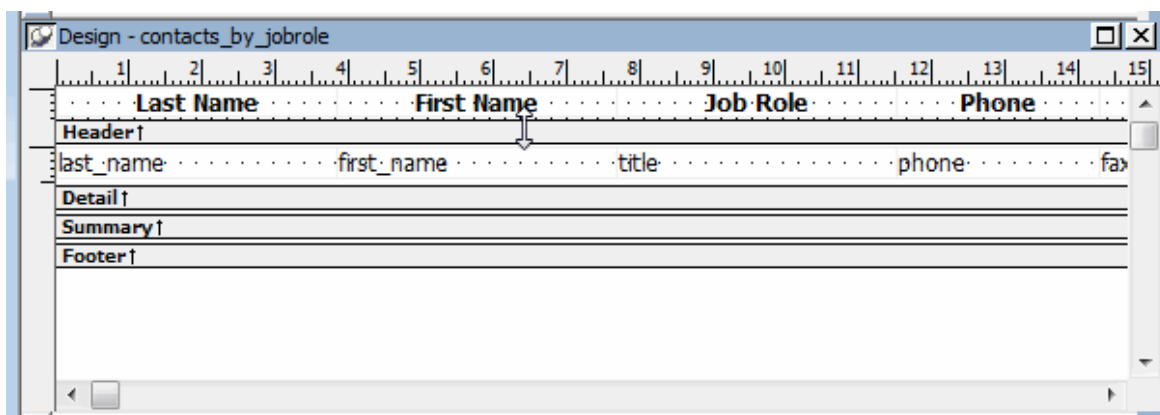 Design - contacts_by_jobrole
1 2 3 4 5 6 7 8 9 10 11 12 13 14 15
Last Name First Name Job Role Phone
Header↑
last_name first_name title phone fax
Detail↑
Summary↑
Footer↑